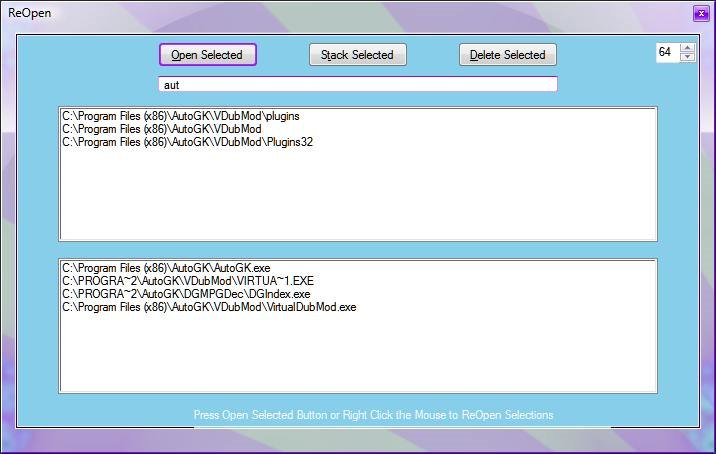 ReOpen
Open Selected Stack Selected Delete Selected 64
aut
C:\Program Files (x86)\AutoGK\VDubMod\plugins
C:\Program Files (x86)\AutoGK\VDubMod
C:\Program Files (x86)\AutoGK\VDubMod\Plugins32
C:\Program Files (x86)\AutoGK\AutoGK.exe
C:\PROGRA~2\AutoGK\VDubMod\VIRTUA~1.EXE
C:\PROGRA~2\AutoGK\DGMPGDec\DGIndex.exe
C:\Program Files (x86)\AutoGK\VDubMod\VirtualDubMod.exe
Press Open Selected Button or Right Click the Mouse to ReOpen Selections